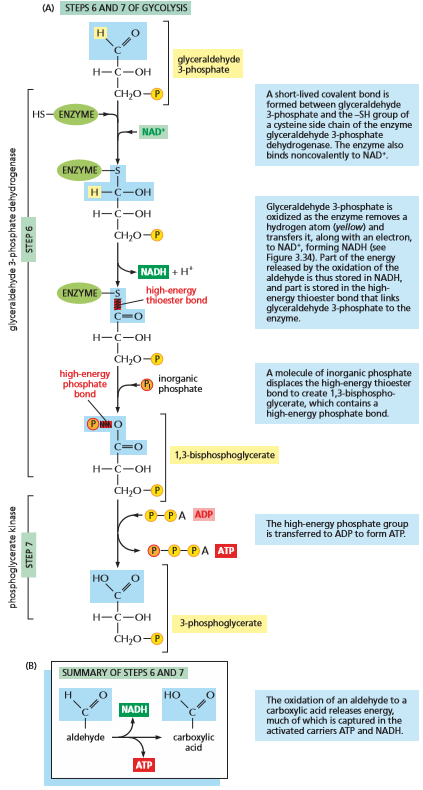 (A) STEPS 6 AND 7 OF GYCOLYSIS
H O
C
H—C—OH
CH₂O—P
glyceraldehyde
3-phosphate
A short-lived covalent bond is
formed between glyceraldehyde
3-phosphate and the –SH group of
a cysteine side chain of the enzyme
glyceraldehyde 3-phosphate
dehydrogenase. The enzyme also
binds noncovalently to NAD⁺.
HS— ENZYME
NAD⁺
glyceraldehyde 3-phosphate dehydrogenase
STEP 6
ENZYME —S
H—C—OH
H—C—OH
CH₂O—P
Glyceraldehyde 3-phosphate is
oxidized as the enzyme removes a
hydrogen atom (yellow) and
transfers it, along with an electron,
to NAD⁺, forming NADH (see
Figure 3.34). Part of the energy
released by the oxidation of the
aldehyde is thus stored in NADH,
and part is stored in the high-
energy thioester bond that links
glyceraldehyde 3-phosphate to the
enzyme.
NADH + H⁺
ENZYME —S
high-energy
thioester bond
C=O
H—C—OH
CH₂O—P
high-energy
phosphate
bond
Pi inorganic
phosphate
A molecule of inorganic phosphate
displaces the high-energy thioester
bond to create 1,3-bisphospho-
glycerate, which contains a
high-energy phosphate bond.
P O
C=O
H—C—OH
CH₂O—P
1,3-bisphosphoglycerate
phosphoglycerate kinase
STEP 7
P—P A ADP
P—P—P A ATP
The high-energy phosphate group
is transferred to ADP to form ATP.
HO O
C
H—C—OH
CH₂O—P
3-phosphoglycerate
(B)
SUMMARY OF STEPS 6 AND 7
H O
C
aldehyde
NADH
ATP
HO O
C
carboxylic
acid
The oxidation of an aldehyde to a
carboxylic acid releases energy,
much of which is captured in the
activated carriers ATP and NADH.